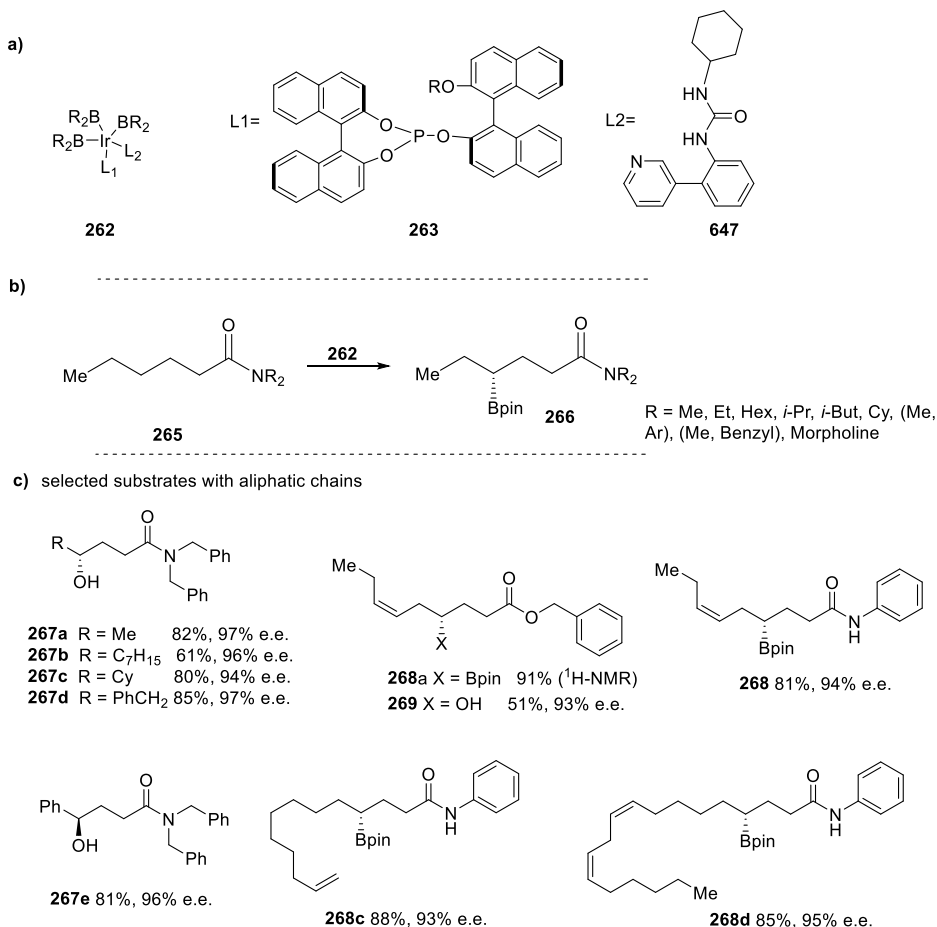 a)
R₂B
BR₂
R₂B
Ir
L₂
L₁
262
L1=
RO
O
P
O
O
263
L2=
HN
O
HN
N
647
b)
O
Me
NR₂
265
262
O
Me
NR₂
Bpin
266
R = Me, Et, Hex, i-Pr, i-But, Cy, (Me,
Ar), (Me, Benzyl), Morpholine
c) selected substrates with aliphatic chains
O
R
N
Ph
OH
Ph
267a R = Me 82%, 97% e.e.
267b R = C₇H₁₅ 61%, 96% e.e.
267c R = Cy 80%, 94% e.e.
267d R = PhCH₂ 85%, 97% e.e.
Me
O
O
X
268a X = Bpin 91% (¹H-NMR)
269 X = OH 51%, 93% e.e.
Me
O
N
H
Bpin
268 81%, 94% e.e.
O
Ph
N
Ph
OH
Ph
267e 81%, 96% e.e.
O
N
H
Bpin
268c 88%, 93% e.e.
O
N
H
Bpin
Me
268d 85%, 95% e.e.